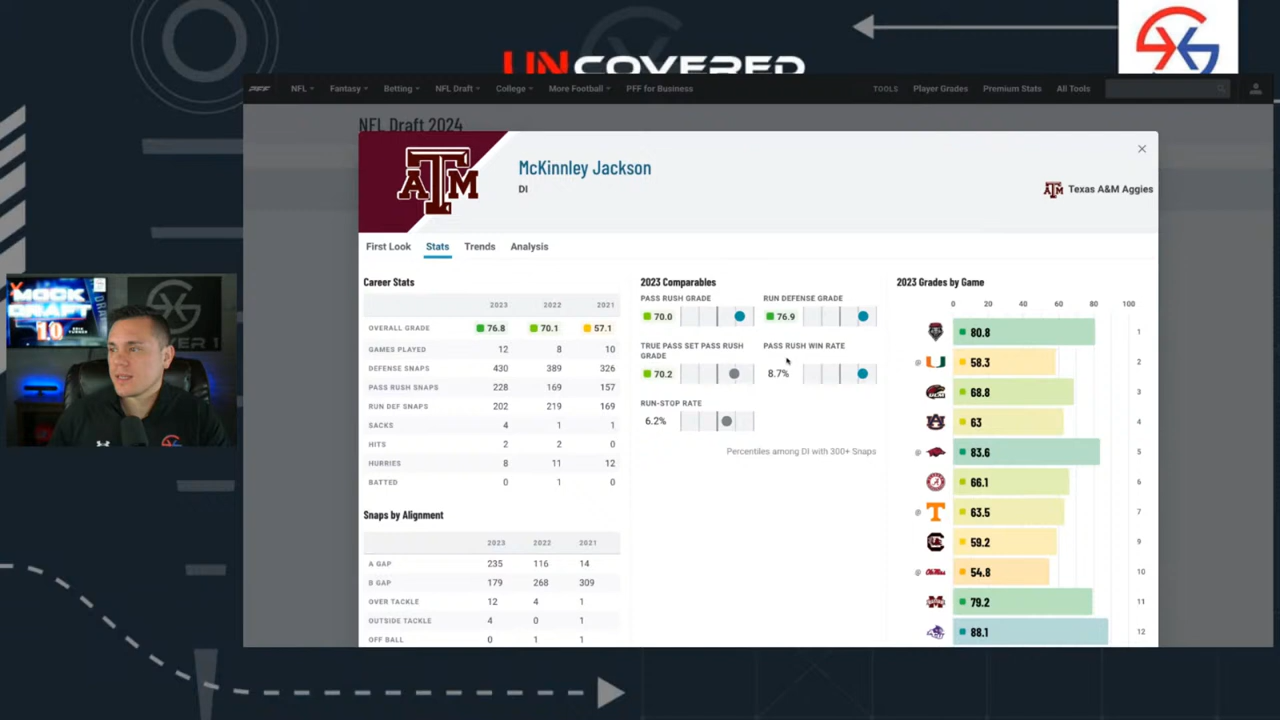 UNCOVERED
PFF NFL Fantasy Betting NFL Draft College More Football PFF for Business TOOLS Player Grades Premium Stats All Tools
NFL Draft 2024
ATM
McKinnley Jackson
DI
ATM Texas A&M Aggies
First Look Stats Trends Analysis
Career Stats
2023 2022 2021
OVERALL GRADE 76.8 70.1 57.1
GAMES PLAYED 12 8 10
DEFENSE SNAPS 430 389 326
PASS RUSH SNAPS 228 169 157
RUN DEF SNAPS 202 219 169
SACKS 4 1 1
HITS 2 2 0
HURRIES 8 11 12
BATTED 0 1 0
Snaps by Alignment
2023 2022 2021
A GAP 235 116 14
B GAP 179 268 309
OVER TACKLE 12 4 1
OUTSIDE TACKLE 4 0 1
OFF BALL 0 1 1
2023 Comparables
PASS RUSH GRADE RUN DEFENSE GRADE
70.0 76.9
TRUE PASS SET PASS RUSH
GRADE
PASS RUSH WIN RATE
70.2 8.7%
RUN-STOP RATE
6.2%
Percentiles among DI with 300+ Snaps
2023 Grades by Game
0 20 40 60 80 100
80.8 1
@ 58.3 2
68.8 3
63 4
@ 83.6 5
66.1 6
@ T 63.5 7
59.2 9
@ Ole Miss 54.8 10
79.2 11
88.1 12
MOCK
DRAFT
1.0